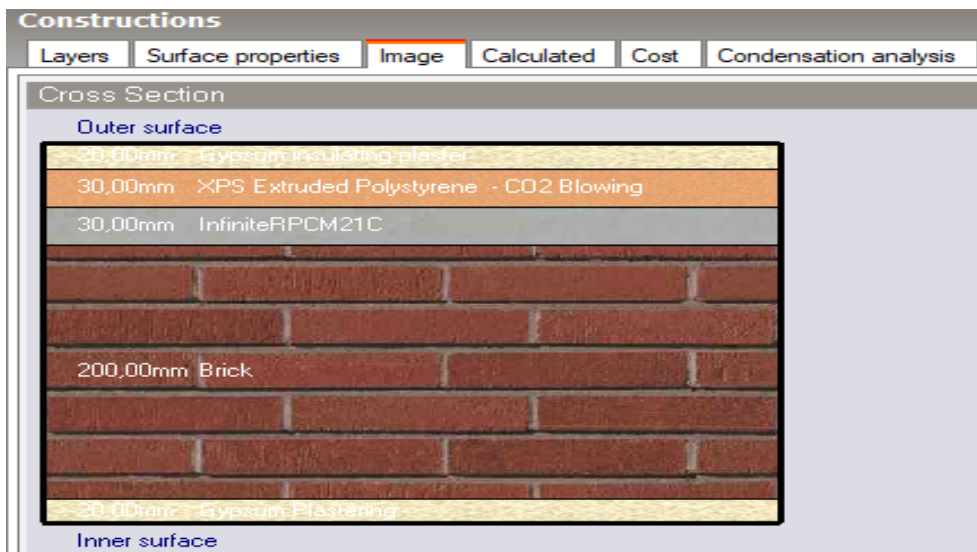 Constructions
Layers Surface properties Image Calculated Cost Condensation analysis
Cross Section
Outer surface
20,00mm Gypsum insulating plaster
30,00mm XPS Extruded Polystyrene - CO2 Blowing
30,00mm InfiniteRPCM21C
200,00mm Brick
20,00mm Gypsum Plastering
Inner surface